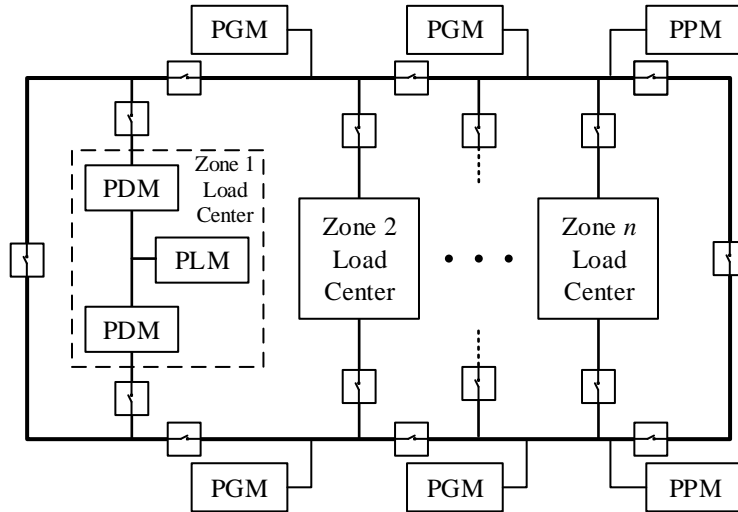 PGM
PGM
PPM
Zone 1
Load
Center
PDM
PLM
PDM
Zone 2
Load
Center
• • •
Zone n
Load
Center
PGM
PGM
PPM